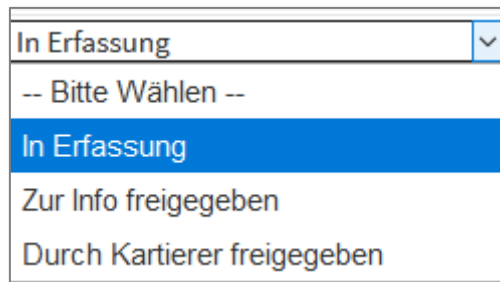 In Erfassung
-- Bitte Wählen --
In Erfassung
Zur Info freigegeben
Durch Kartierer freigegeben